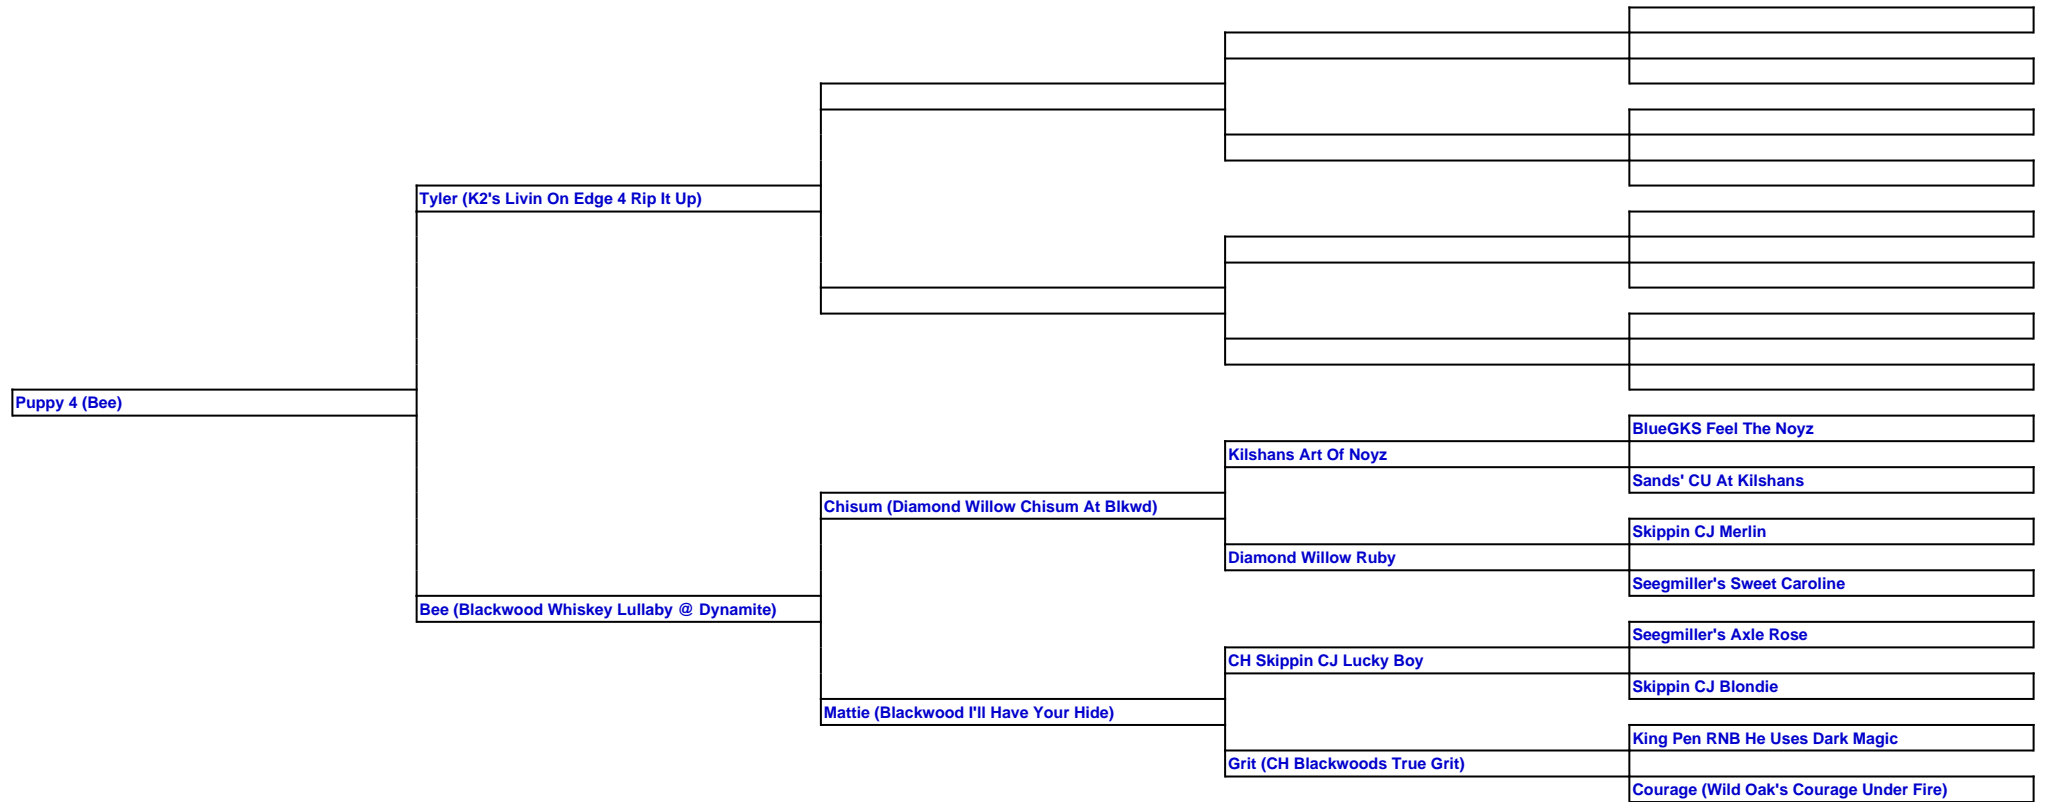 Tyler (K2's Livin On Edge 4 Rip It Up)
Puppy 4 (Bee)
BlueGKS Feel The Noyz
Kilshans Art Of Noyz
Sands' CU At Kilshans
Chisum (Diamond Willow Chisum At Blkwd)
Skippin CJ Merlin
Diamond Willow Ruby
Seegmiller's Sweet Caroline
Bee (Blackwood Whiskey Lullaby @ Dynamite)
Seegmiller's Axle Rose
CH Skippin CJ Lucky Boy
Skippin CJ Blondie
Mattie (Blackwood I'll Have Your Hide)
King Pen RNB He Uses Dark Magic
Grit (CH Blackwoods True Grit)
Courage (Wild Oak's Courage Under Fire)